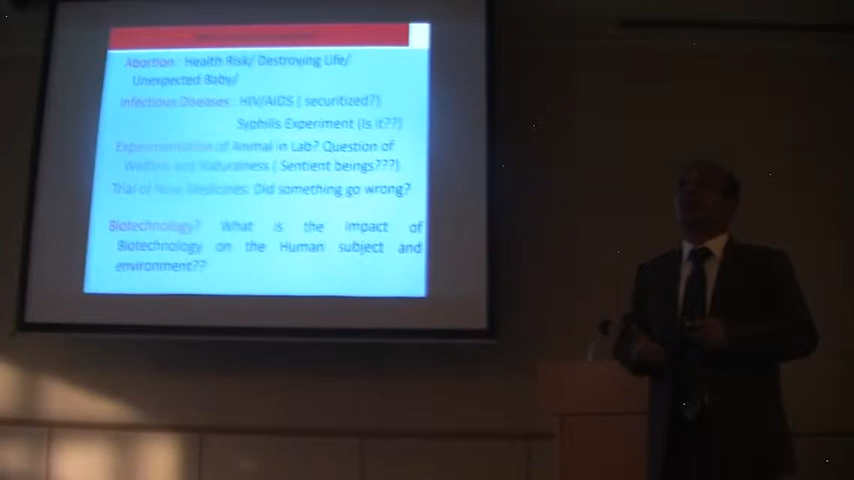 Abortion : Health Risk/ Destroying Life/
Unexpected Baby/
Infectious Diseases : HIV/AIDS ( securitized?)
Syphills Experiment (Is it??)
Experimentation of Animal in Lab? Question of
Welfare and Naturalness ( Sentient beings???)
Trial of New Medicines: Did something go wrong?
Biotechnology? What is the Impact of
Biotechnology on the Human subject and
environment??